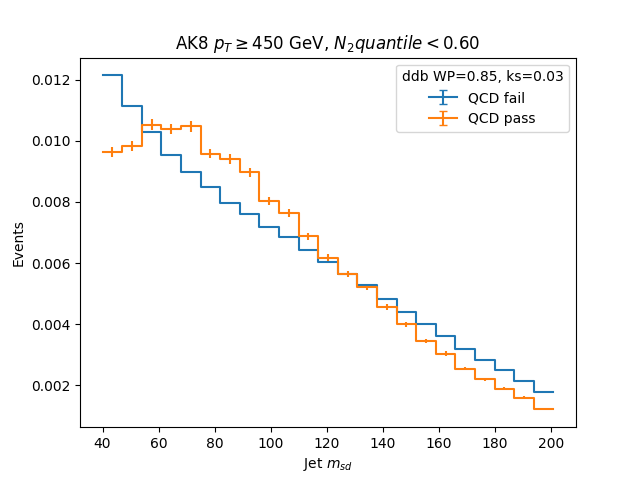 AK8 $p_T \geq 450$ GeV, $N_2 quantile < 0.60$
ddb WP=0.85, ks=0.03
QCD fail
QCD pass
Events
0.012
0.010
0.008
0.006
0.004
0.002
40 60 80 100 120 140 160 180 200
Jet $m_{sd}$